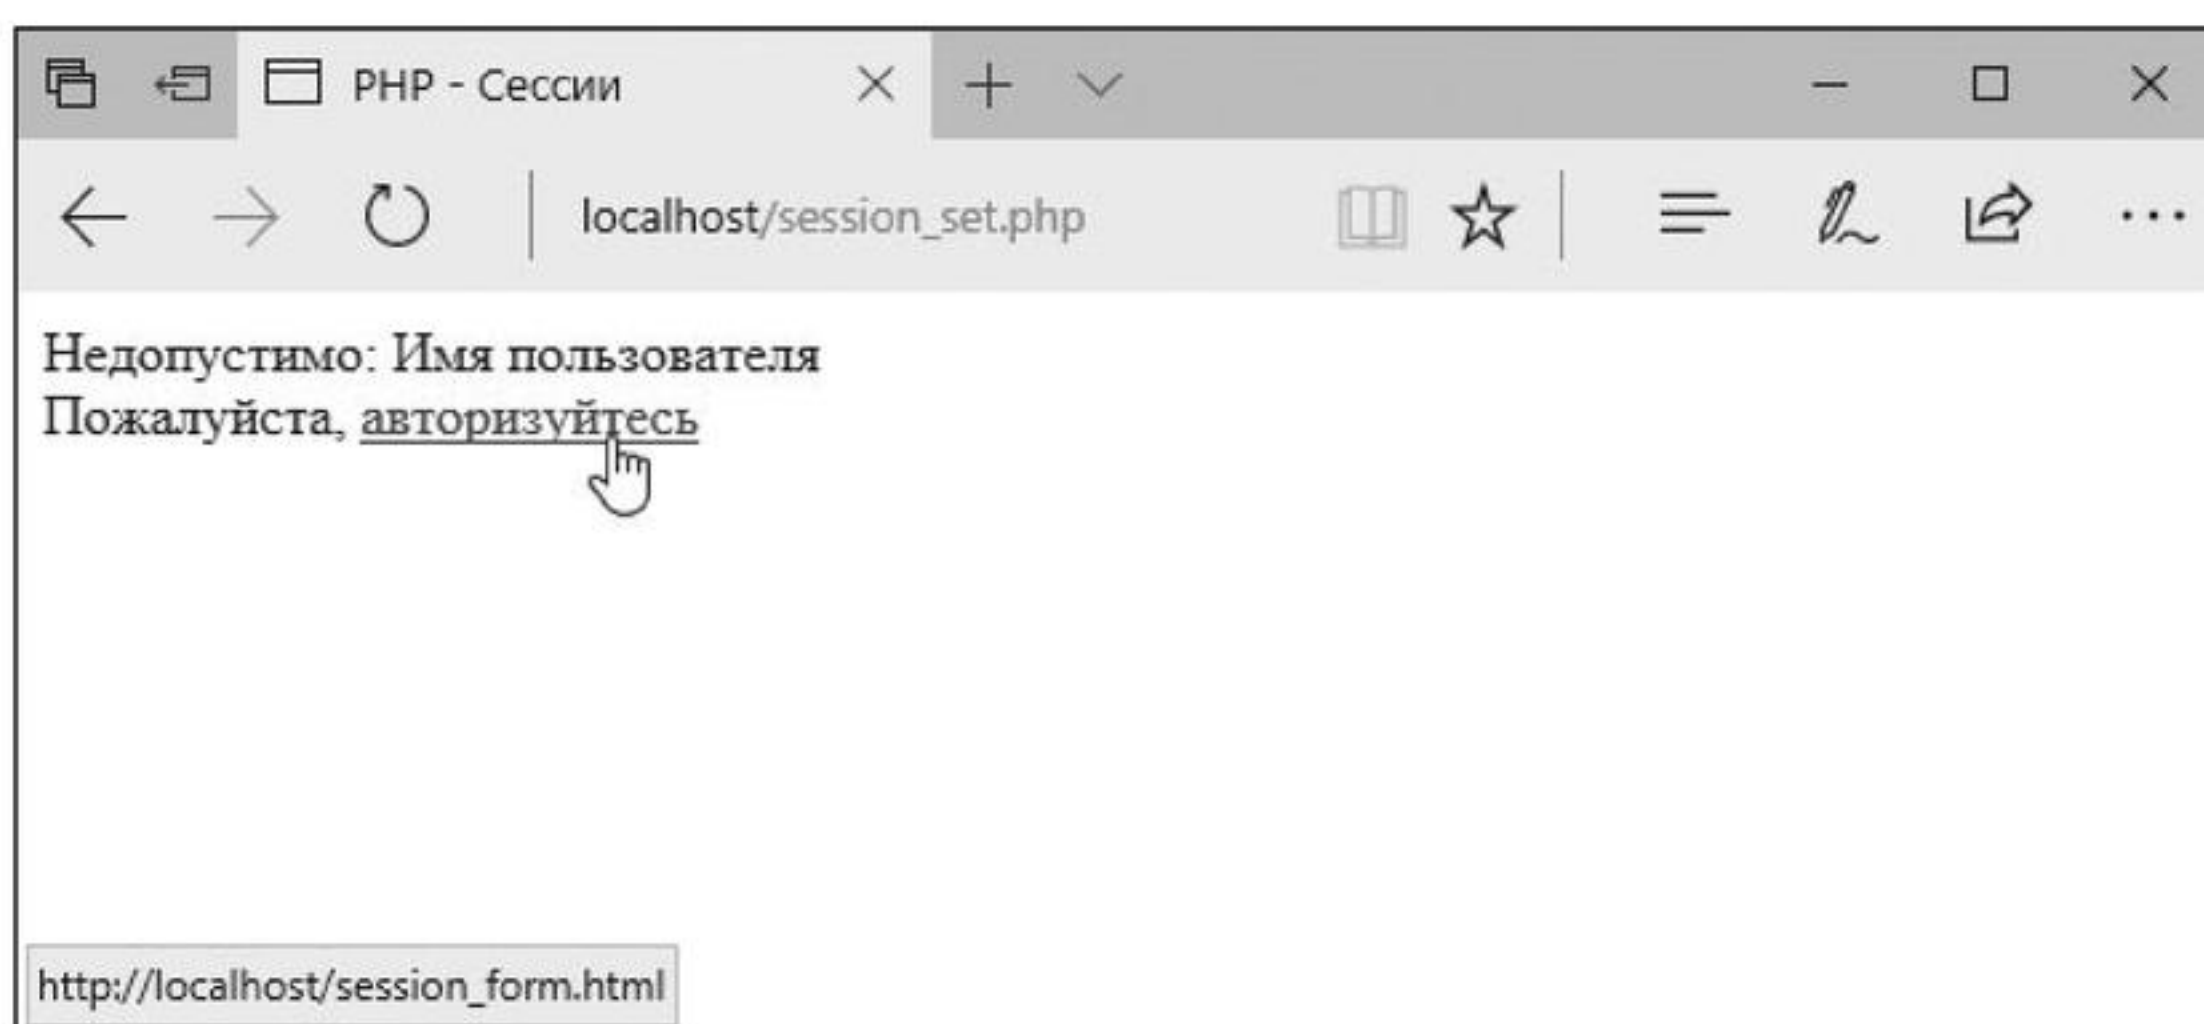 PHP - Сессии
localhost/session_set.php
Недопустимо: Имя пользователя
Пожалуйста, авторизуйтесь
http://localhost/session_form.html